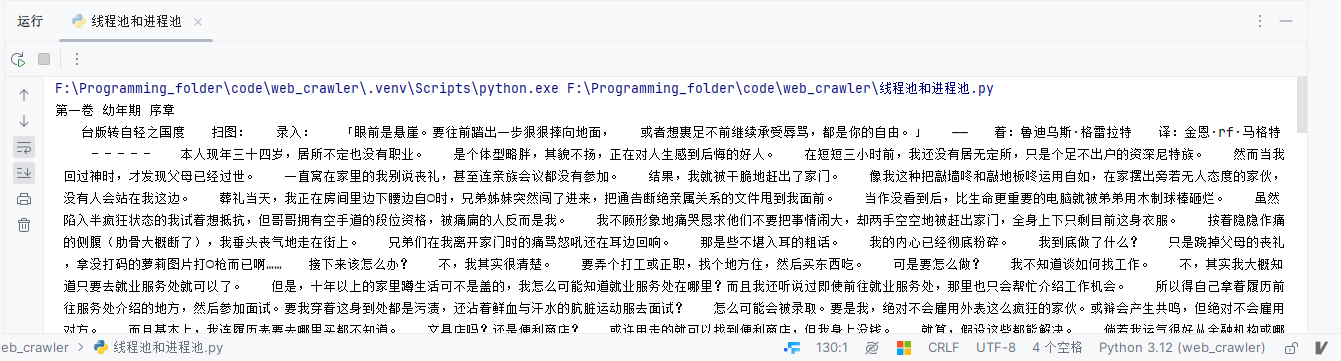 运行
线程池和进程池
F:\Programming_folder\code\web_crawler\.venv\Scripts\python.exe F:\Programming_folder\code\web_crawler\线程池和进程池.py
第一卷 幼年期 序章
台版转自轻之国度 扫图: 录入: 「眼前是悬崖。要往前踏出一步狠狠摔向地面, 或者想裹足不前继续承受辱骂,都是你的自由。」 —— 着:鲁迪乌斯·格雷拉特 译:金恩·rf·马格特
----- 本人现年三十四岁,居所不定也没有职业。 是个体型略胖,其貌不扬,正在对人生感到后悔的好人。 在短短三小时前,我还没有居无定所,只是个足不出户的资深尼特族。 然而当我
回过神时,才发现父母已经过世。 一直窝在家里的我别说丧礼,甚至连亲族会议都没有参加。 结果,我就被干脆地赶出了家门。 像我这种把敲墙咚和敲地板咚运用自如,在家摆出旁若无人态度的家伙,
没有人会站在我这边。 葬礼当天,我正在房间里边下腰边自○时,兄弟姊妹突然闯了进来,把通告断绝亲属关系的文件甩到我面前。 当作没看到后,比生命更重要的电脑就被弟弟用木制球棒砸烂。 虽然
陷入半疯狂状态的我试着想抵抗,但哥哥拥有空手道的段位资格,被痛扁的人反而是我。 我不顾形象地痛哭恳求他们不要把事情闹大,却两手空空地被赶出家门,全身上下只剩目前这身衣服。 按着隐隐作痛
的侧腹(肋骨大概断了),我垂头丧气地走在街上。 兄弟们在我离开家门时的痛骂怒吼还在耳边回响。 那是些不堪入耳的粗话。 我的内心已经彻底粉碎。 我到底做了什么? 只是跷掉父母的丧礼
,拿没打码的萝莉图片打○枪而已啊…… 接下来该怎么办? 不,我其实很清楚。 要弄个打工或正职,找个地方住,然后买东西吃。 可是要怎么做? 我不知道该如何找工作。 不,其实我大概知
道只要去就业服务处就可以了。 但是,十年以上的家里蹲生活可不是盖的,我怎么可能知道就业服务处在哪里?而且我还听说过即使前往就业服务处,那里也只会帮忙介绍工作机会。 所以得自己拿着履历前
往服务处介绍的地方,然后参加面试。要我穿着这身到处都是污渍,还沾着鲜血与汗水的肮脏运动服去面试? 怎么可能会被录取。要是我,绝对不会雇用外表这么疯狂的家伙。或许会产生共鸣,但绝对不会雇用
对方。 而且基本上,我连履历表要去哪里买都不知道。 文具店吗?还是便利商店? 或许用走的就可以找到便利商店,但我身上没钱。 就算,假设这些都能解决。 倘若我运气很好从金融机构或哪
eb_crawler > 线程池和进程池.py
130:1 CRLF UTF-8 4 个空格 Python 3.12 (web_crawler)